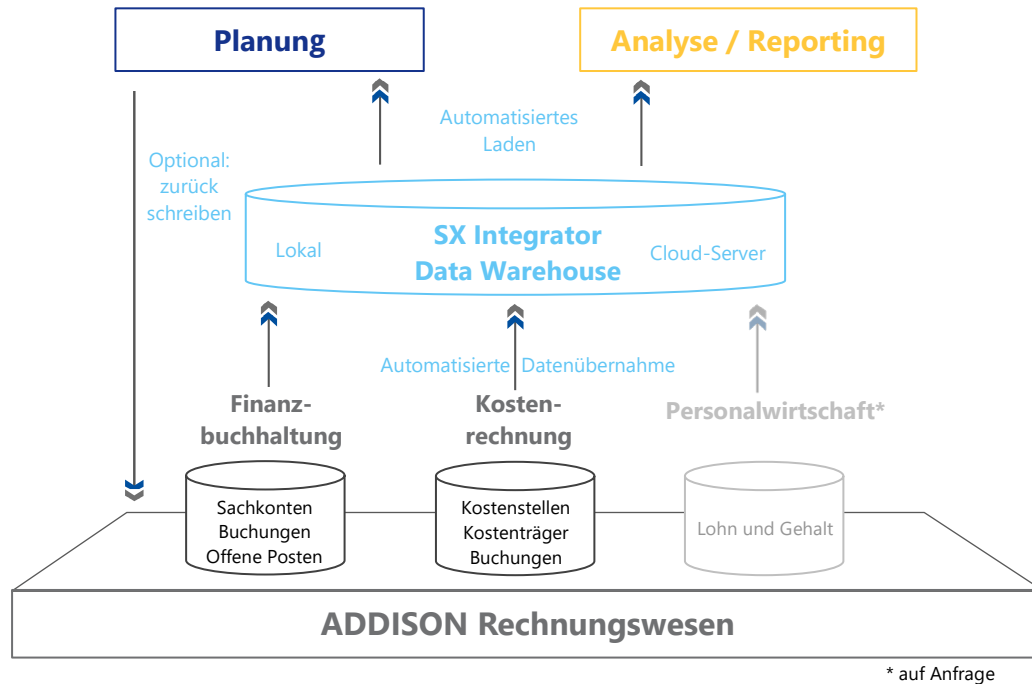 Planung
Analyse / Reporting
Automatisiertes
Laden
Optional:
zurück
schreiben
SX Integrator
Data Warehouse
Lokal
Cloud-Server
Automatisierte Datenübernahme
Finanz-
buchhaltung
Kosten-
rechnung
Personalwirtschaft*
Sachkonten
Buchungen
Offene Posten
Kostenstellen
Kostenträger
Buchungen
Lohn und Gehalt
ADDISON Rechnungswesen
* auf Anfrage